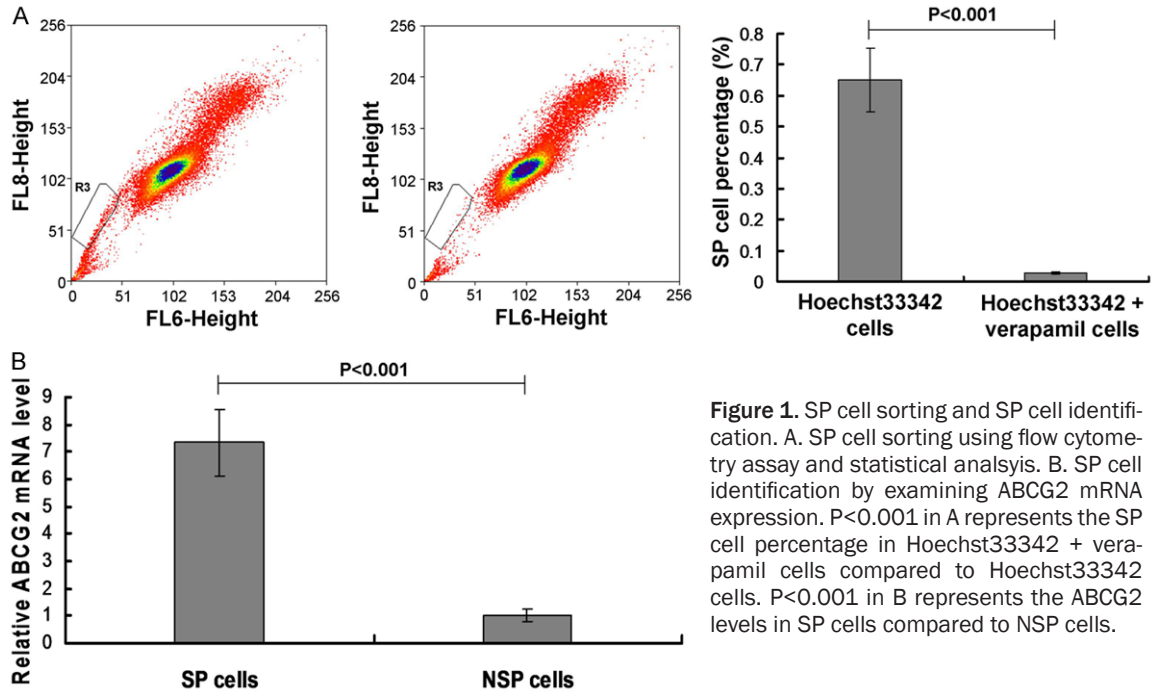 A
256
204
153
102
51
0
FL8-Height
R3
0 51 102 153 204 256
FL6-Height
256
204
153
102
51
0
FL8-Height
R3
0 51 102 153 204 256
FL6-Height
P<0.001
SP cell percentage (%)
0.8
0.7
0.6
0.5
0.4
0.3
0.2
0.1
0
Hoechst33342
cells
Hoechst33342 +
verapamil cells
B
P<0.001
Relative ABCG2 mRNA level
9
8
7
6
5
4
3
2
1
0
SP cells
NSP cells
Figure 1. SP cell sorting and SP cell identifi-
cation. A. SP cell sorting using flow cytome-
try assay and statistical analsyis. B. SP cell
identification by examining ABCG2 mRNA
expression. P<0.001 in A represents the SP
cell percentage in Hoechst33342 + vera-
pamil cells compared to Hoechst33342
cells. P<0.001 in B represents the ABCG2
levels in SP cells compared to NSP cells.